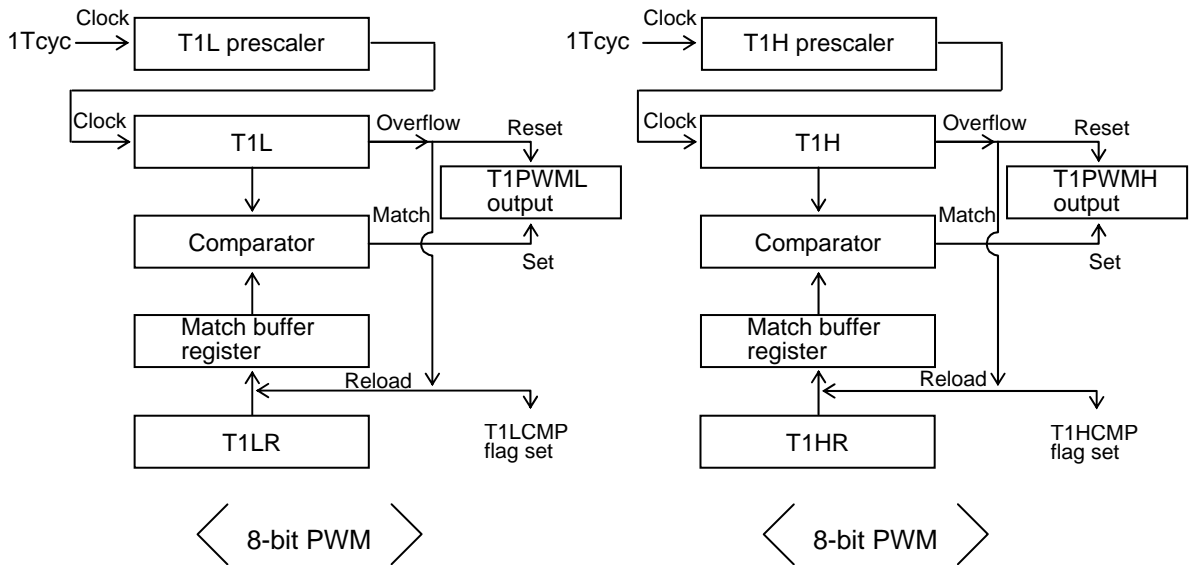 Clock
1Tcyc
T1L prescaler
Clock
T1L
Overflow
Reset
T1PWML
output
Match
Comparator
Set
Match buffer
register
Reload
T1LR
T1LCMP
flag set
8-bit PWM
Clock
1Tcyc
T1H prescaler
Clock
T1H
Overflow
Reset
T1PWMH
output
Match
Comparator
Set
Match buffer
register
Reload
T1HR
T1HCMP
flag set
8-bit PWM